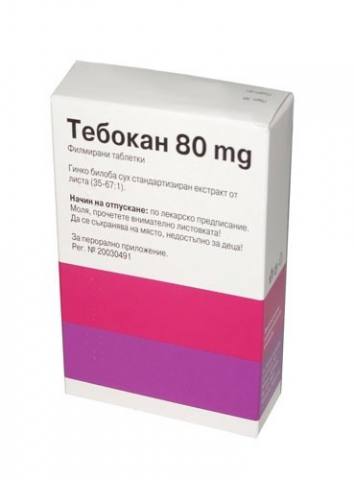 Тебокан 80 mg
Филмирани таблетки
Гинко билоба сух стандартизиран екстракт от
листа (35-67:1).
Начин на отпускане: по лекарско предписание.
Моля, прочетете внимателно листовката!
Да се съхранява на място, недостъпно за деца!
За перорално приложение.
Рег. № 20030491